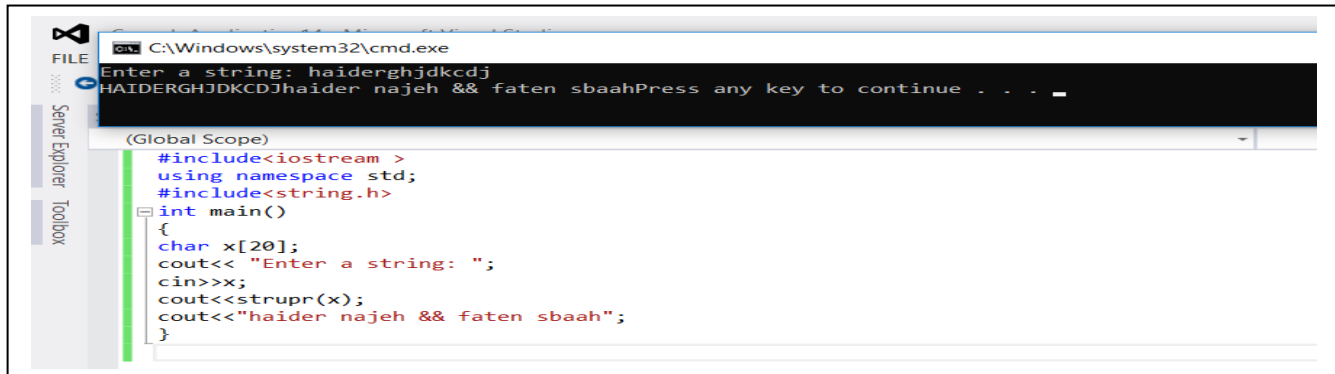 C:\Windows\system32\cmd.exe
FILE
Enter a string: haiderghjdkcdj
HAIDERGHJDKCDJhaider najeh && faten sbaahPress any key to continue . . .
Server Explorer
Toolbox
(Global Scope)
#include<iostream >
using namespace std;
#include<string.h>
int main()
{
char x[20];
cout<< "Enter a string: ";
cin>>x;
cout<<strupr(x);
cout<<"haider najeh && faten sbaah";
}